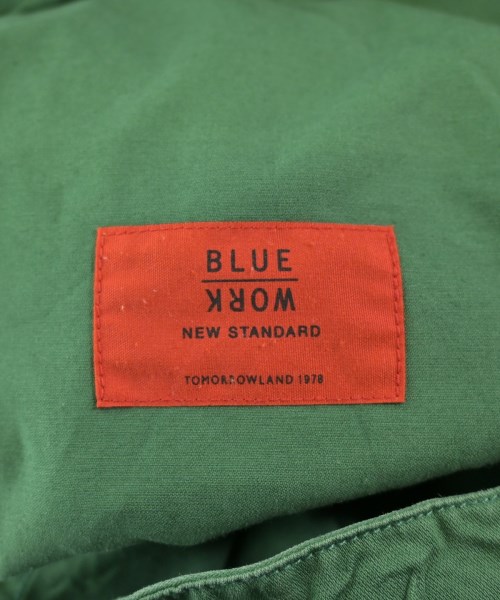 BLUE
WORK
NEW STANDARD
TOMORROWLAND 1978